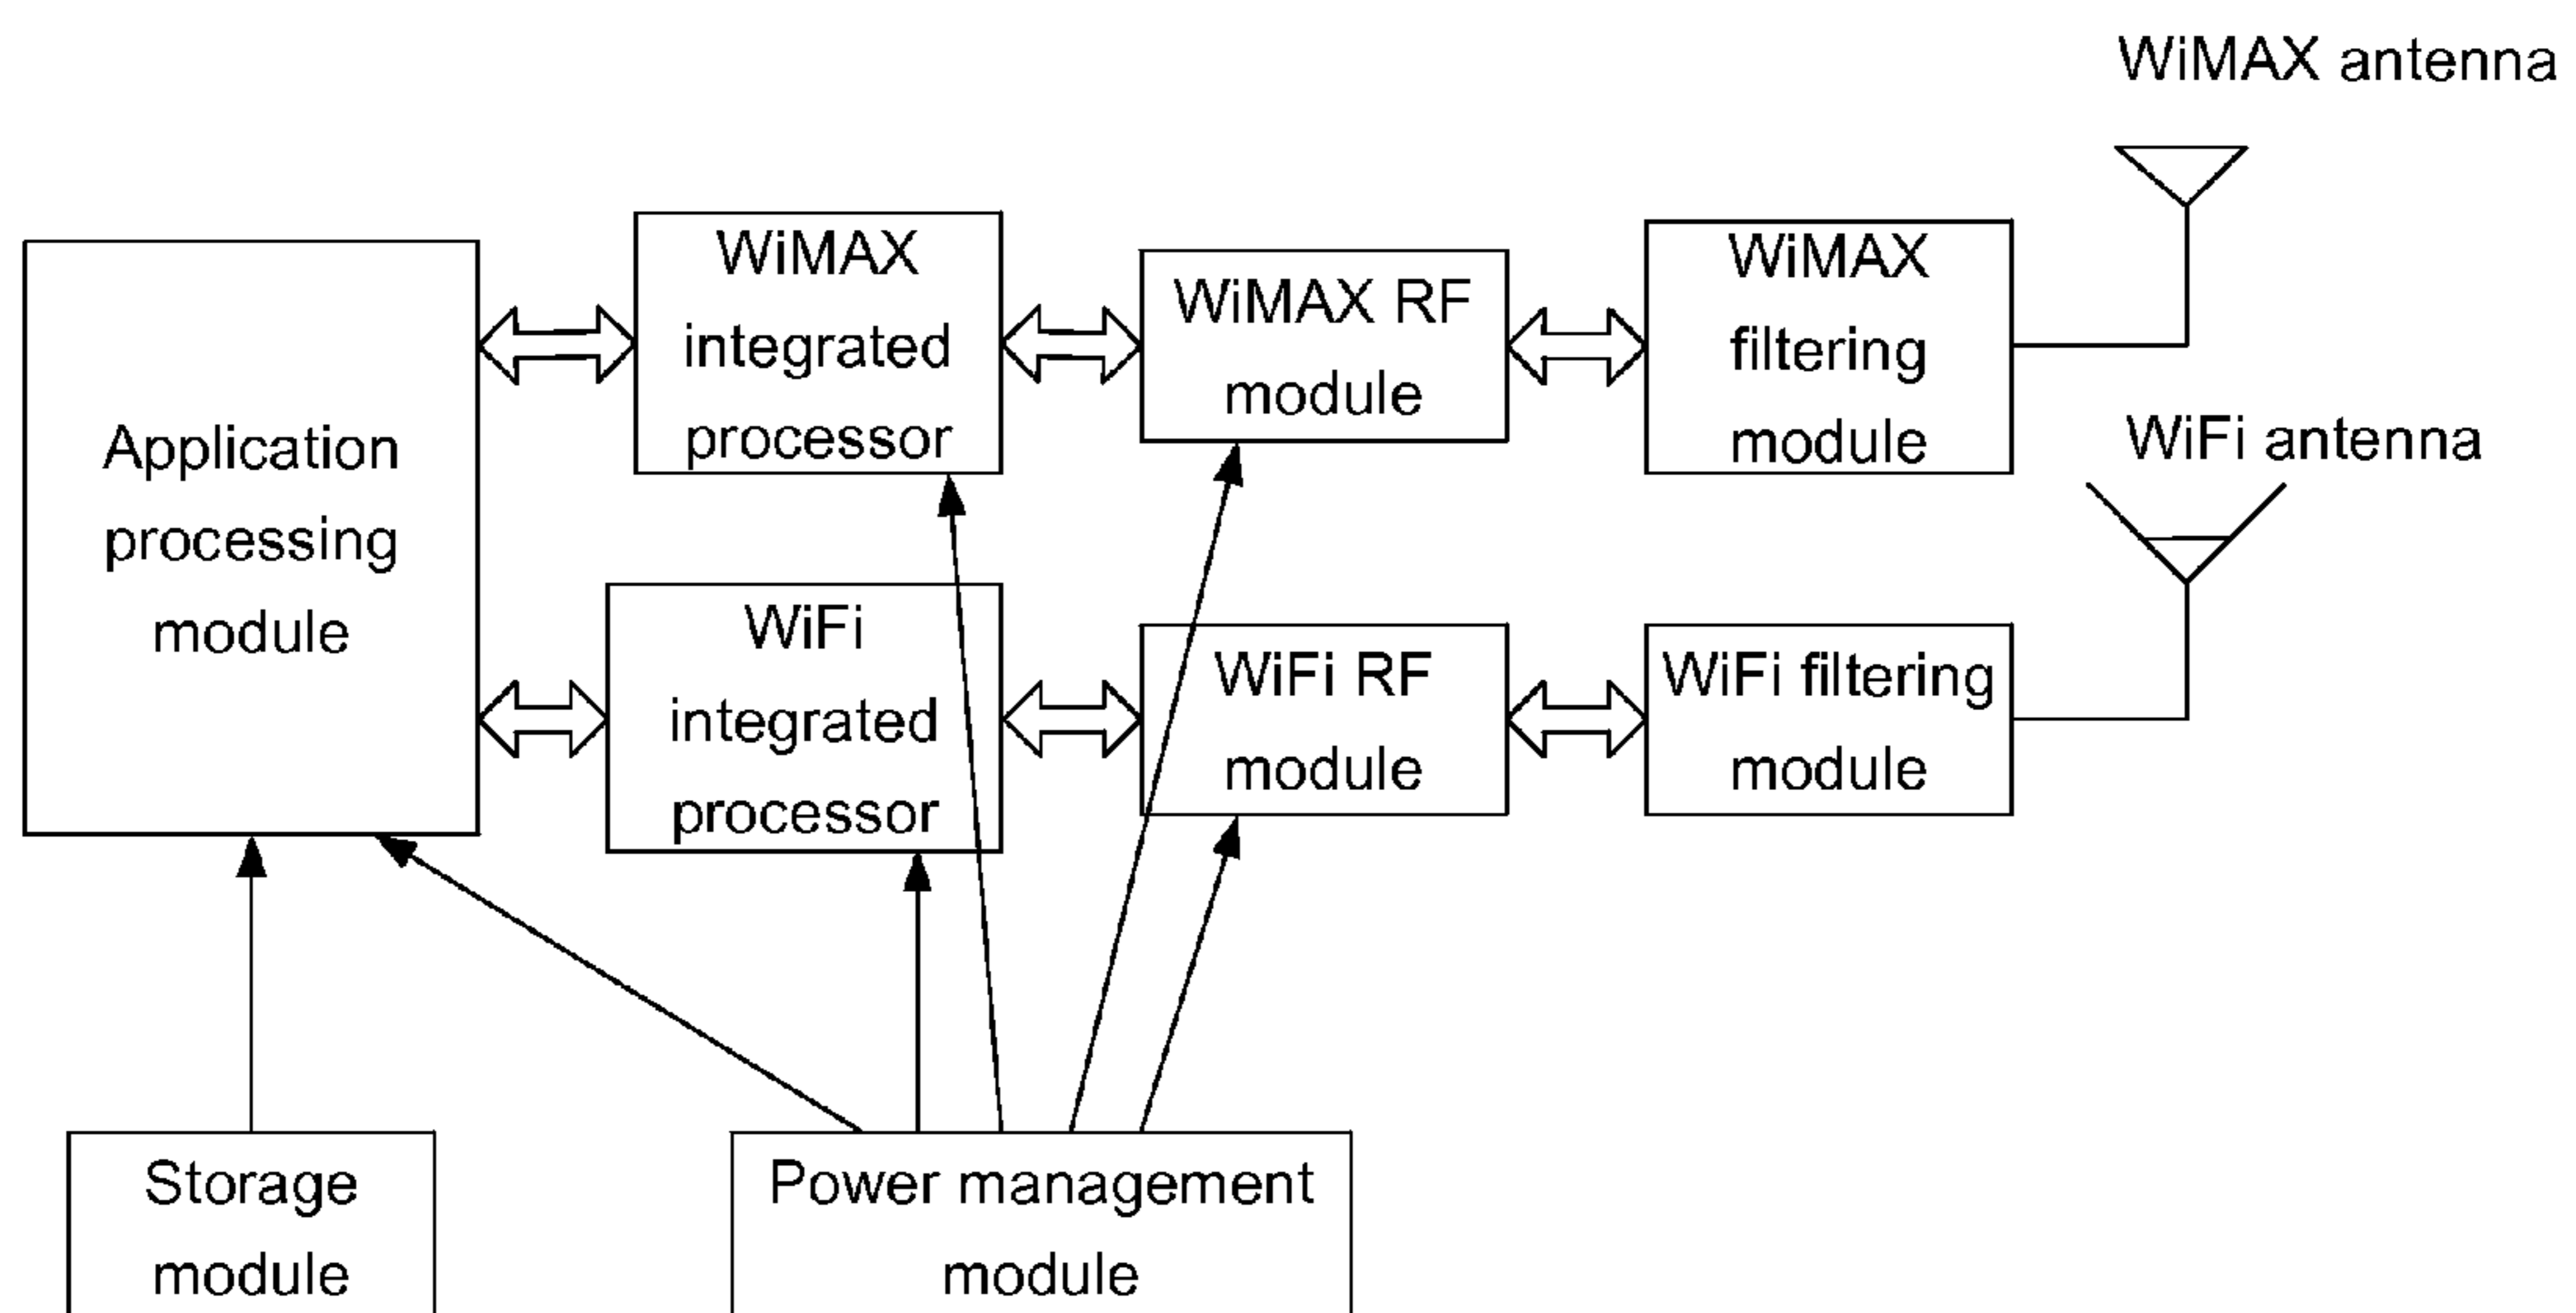 WiMAX antenna
WiMAX
integrated
processor
WiMAX RF
module
WiMAX
filtering
module
WiFi antenna
Application
processing
module
WiFi
integrated
processor
WiFi RF
module
WiFi filtering
module
Storage
module
Power management
module